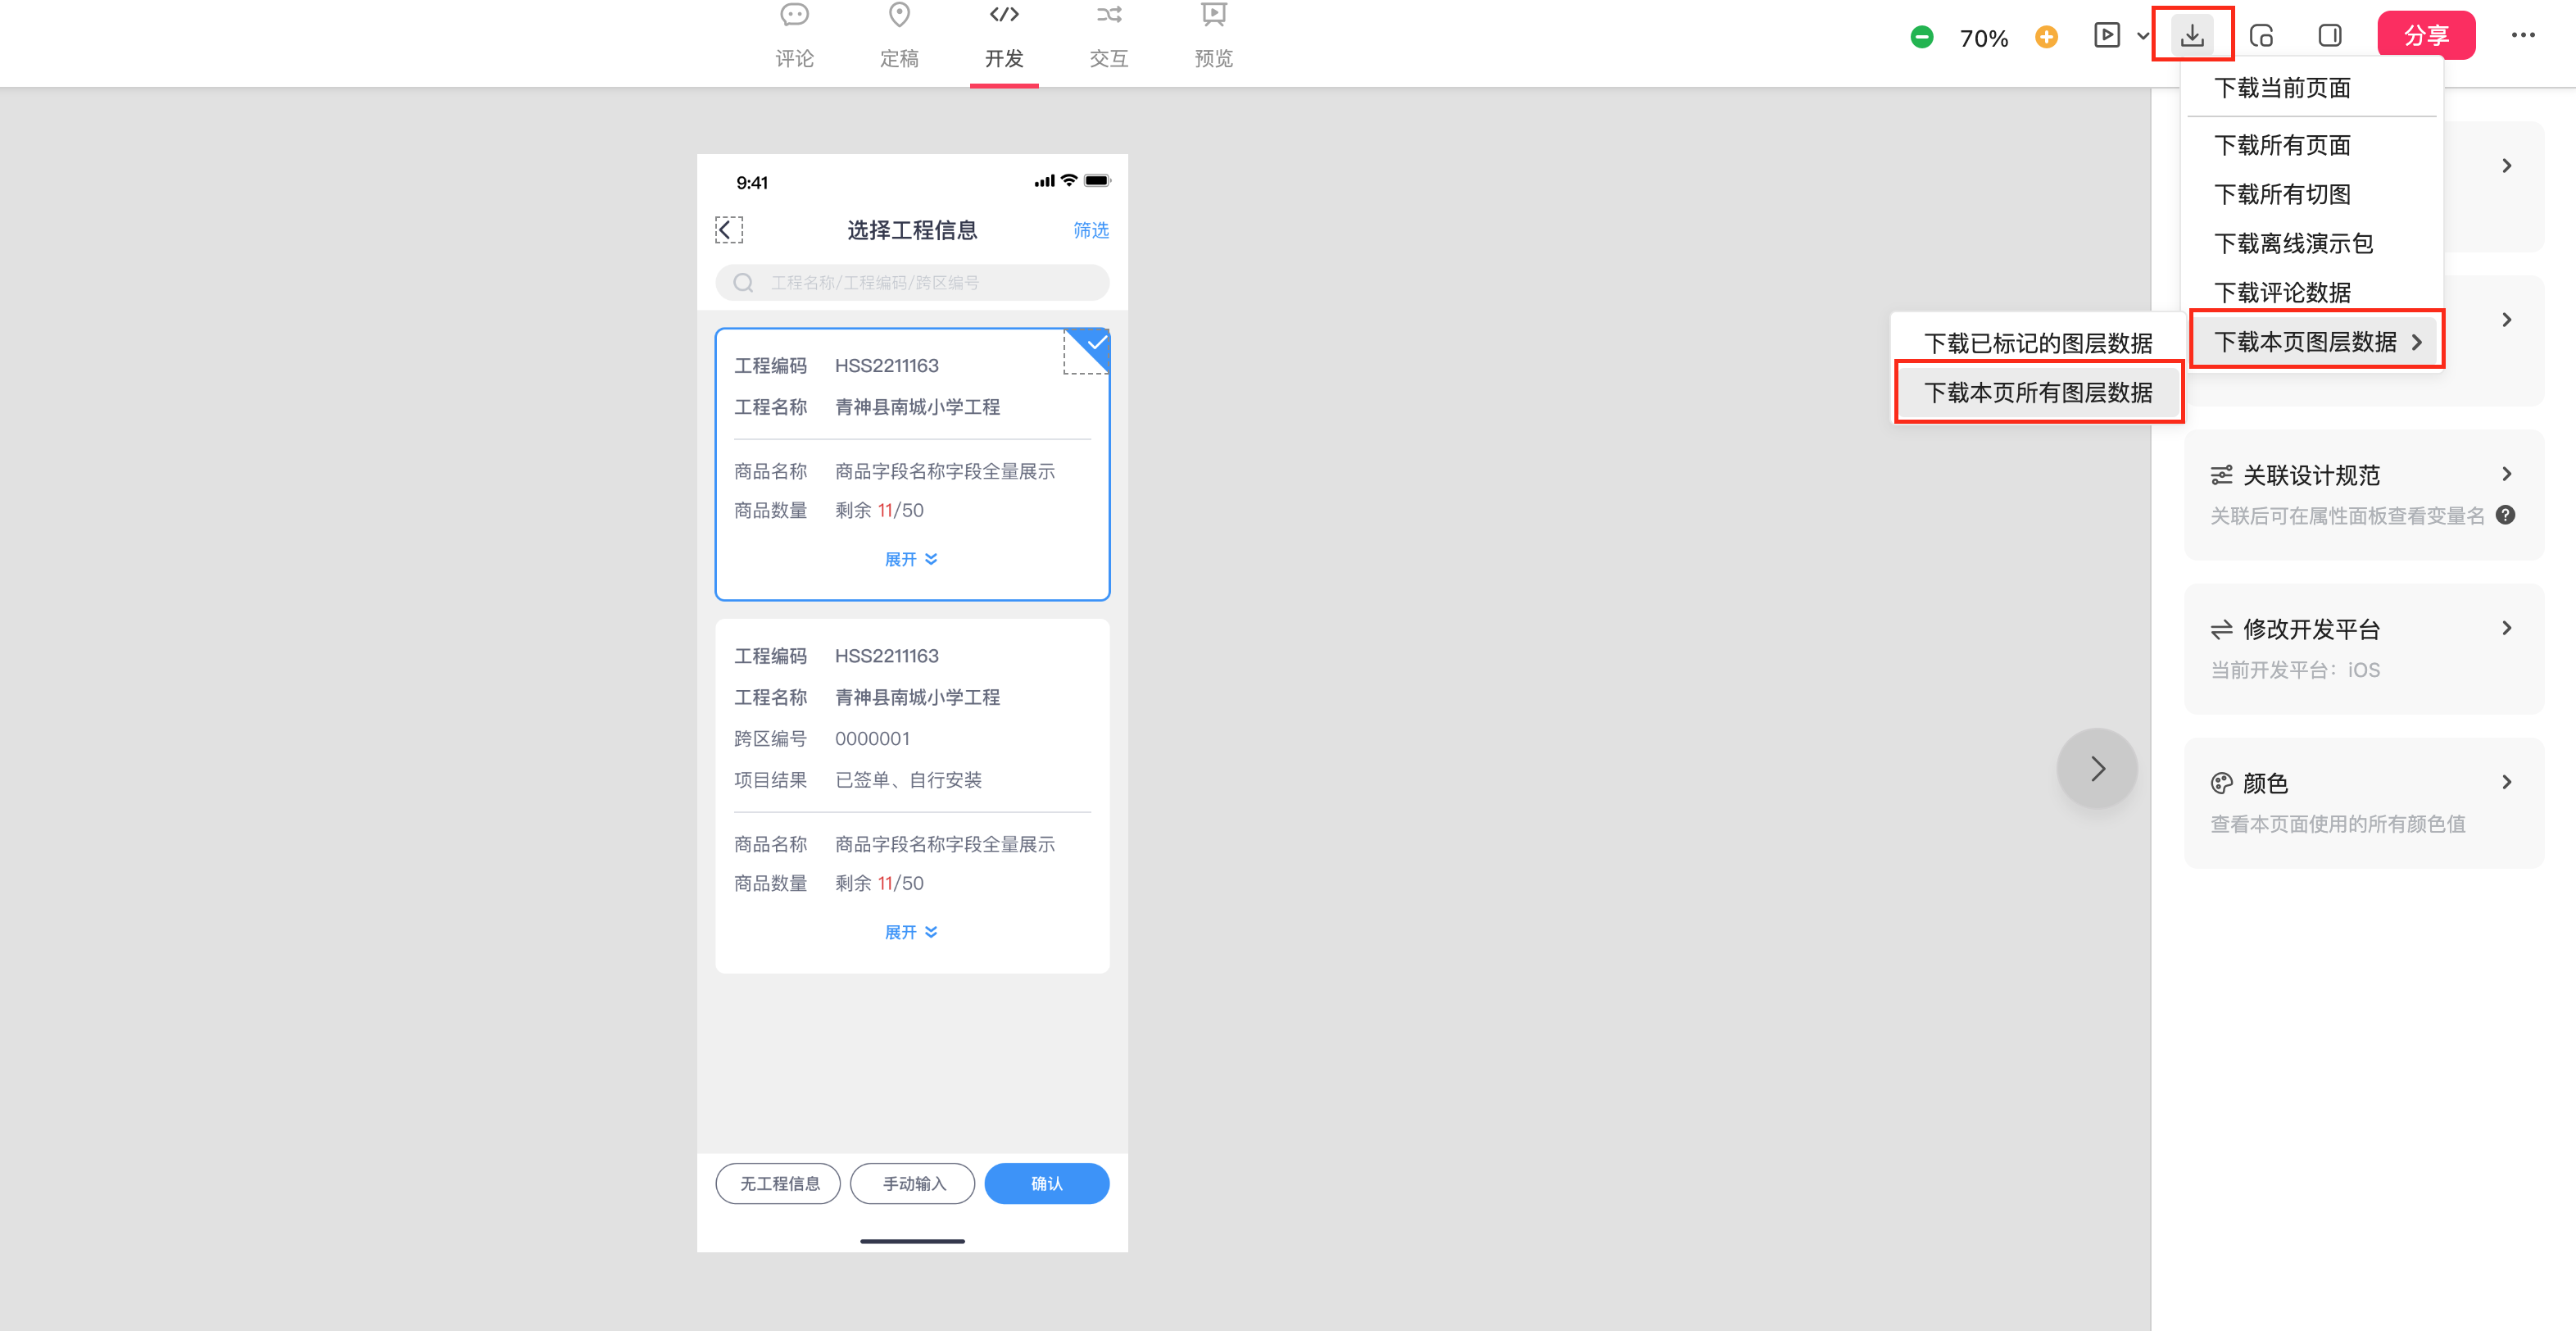 评论
定稿
开发
交互
预览
70%
分享
下载当前页面
下载所有页面
下载所有切图
下载离线演示包
下载评论数据
下载本页图层数据
下载已标记的图层数据
下载本页所有图层数据
9:41
选择工程信息
筛选
工程名称/工程编码/跨区编号
工程编码 HSS2211163
工程名称 青神县南城小学工程
商品名称 商品字段名称字段全量展示
商品数量 剩余 11/50
展开
工程编码 HSS2211163
工程名称 青神县南城小学工程
跨区编号 0000001
项目结果 已签单、自行安装
商品名称 商品字段名称字段全量展示
商品数量 剩余 11/50
展开
无工程信息
手动输入
确认
关联设计规范
关联后可在属性面板查看变量名
修改开发平台
当前开发平台：iOS
颜色
查看本页面使用的所有颜色值